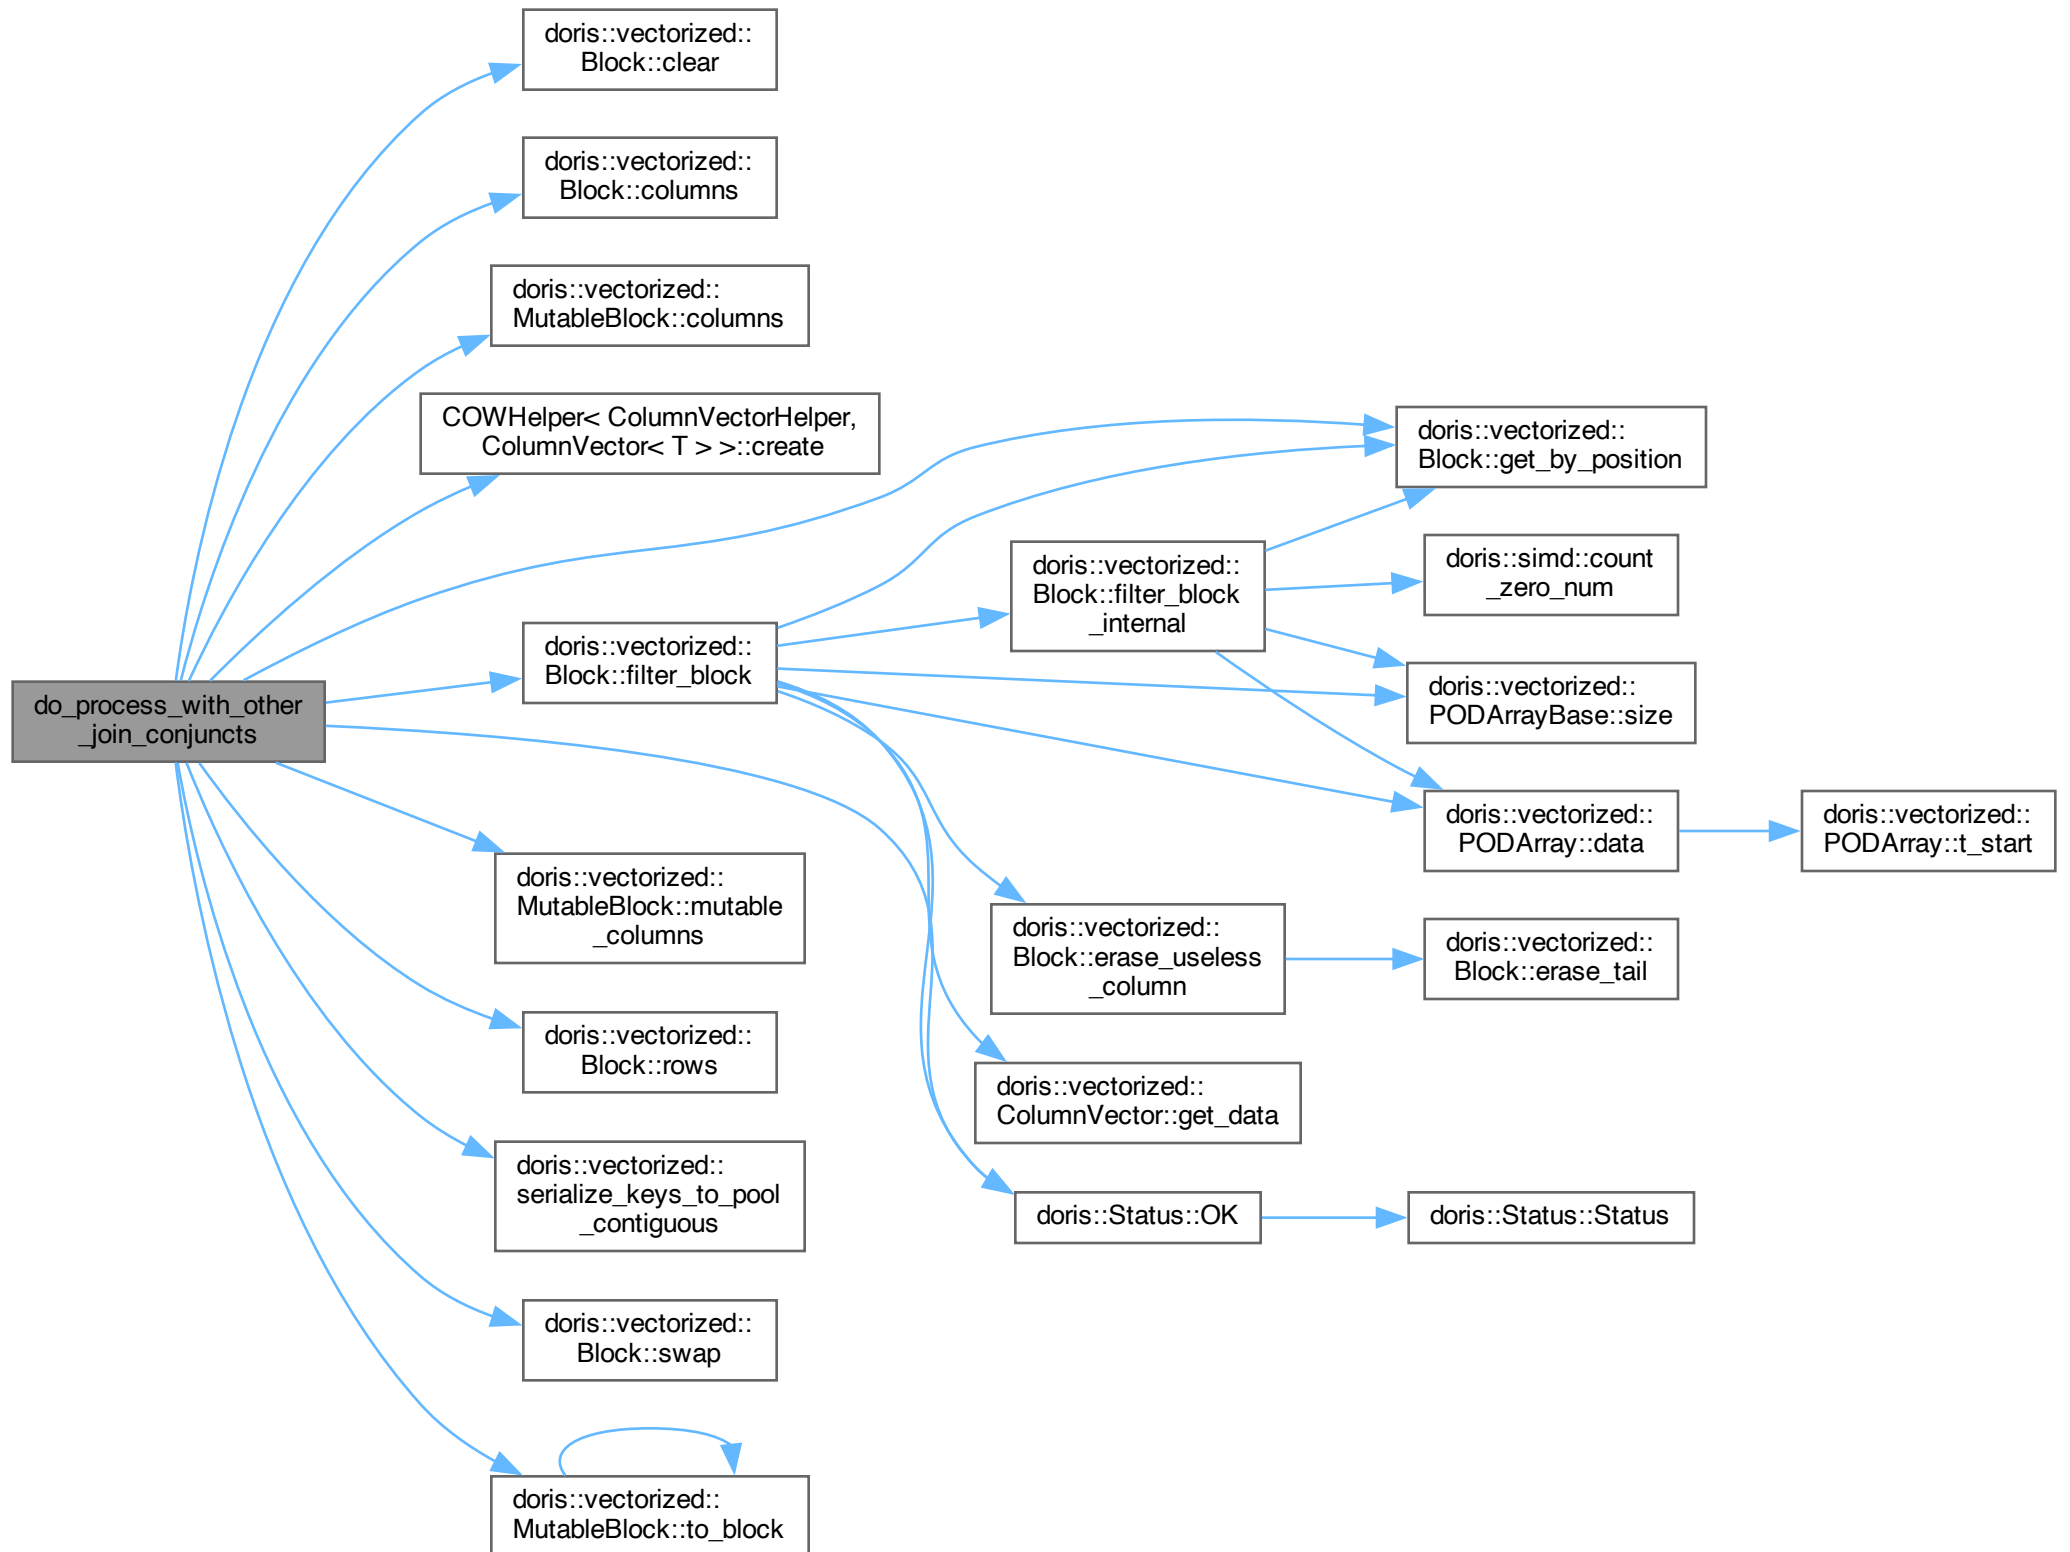 doris::vectorized::
Block::clear
doris::vectorized::
Block::columns
doris::vectorized::
MutableBlock::columns
COWHelper< ColumnVectorHelper,
ColumnVector< T > >::create
doris::vectorized::
Block::get_by_position
doris::simd::count
_zero_num
doris::vectorized::
Block::filter_block
_internal
doris::vectorized::
Block::filter_block
doris::vectorized::
PODArrayBase::size
do_process_with_other
_join_conjuncts
doris::vectorized::
PODArray::data
doris::vectorized::
PODArray::t_start
doris::vectorized::
MutableBlock::mutable
_columns
doris::vectorized::
Block::erase_useless
_column
doris::vectorized::
Block::erase_tail
doris::vectorized::
Block::rows
doris::vectorized::
ColumnVector::get_data
doris::vectorized::
serialize_keys_to_pool
_contiguous
doris::Status::OK
doris::Status::Status
doris::vectorized::
Block::swap
doris::vectorized::
MutableBlock::to_block